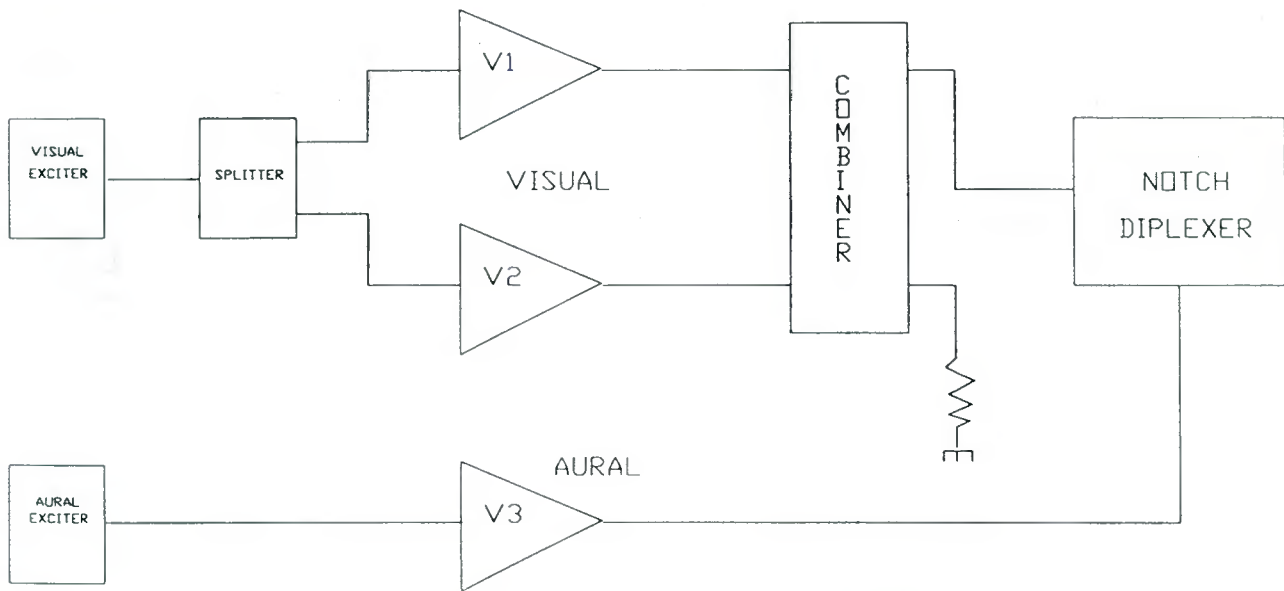 V1
VISUAL
EXCITER
SPLITTER
VISUAL
COMBINER
NOTCH
DIPLEXER
V2
AURAL
AURAL
EXCITER
V3